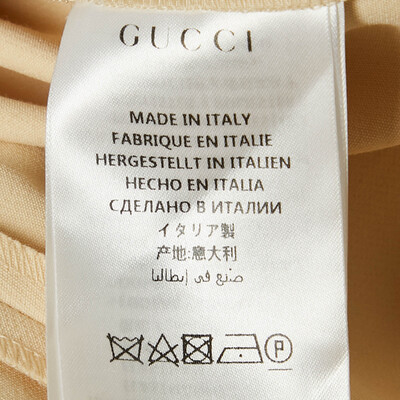 GUCCI
MADE IN ITALY
FABRIQUE EN ITALIE
HERGESTELLT IN ITALIEN
HECHO EN ITALIA
СДЕЛАНО В ИТАЛИИ
イタリア製
产地:意大利
صنع في إيطاليا
P